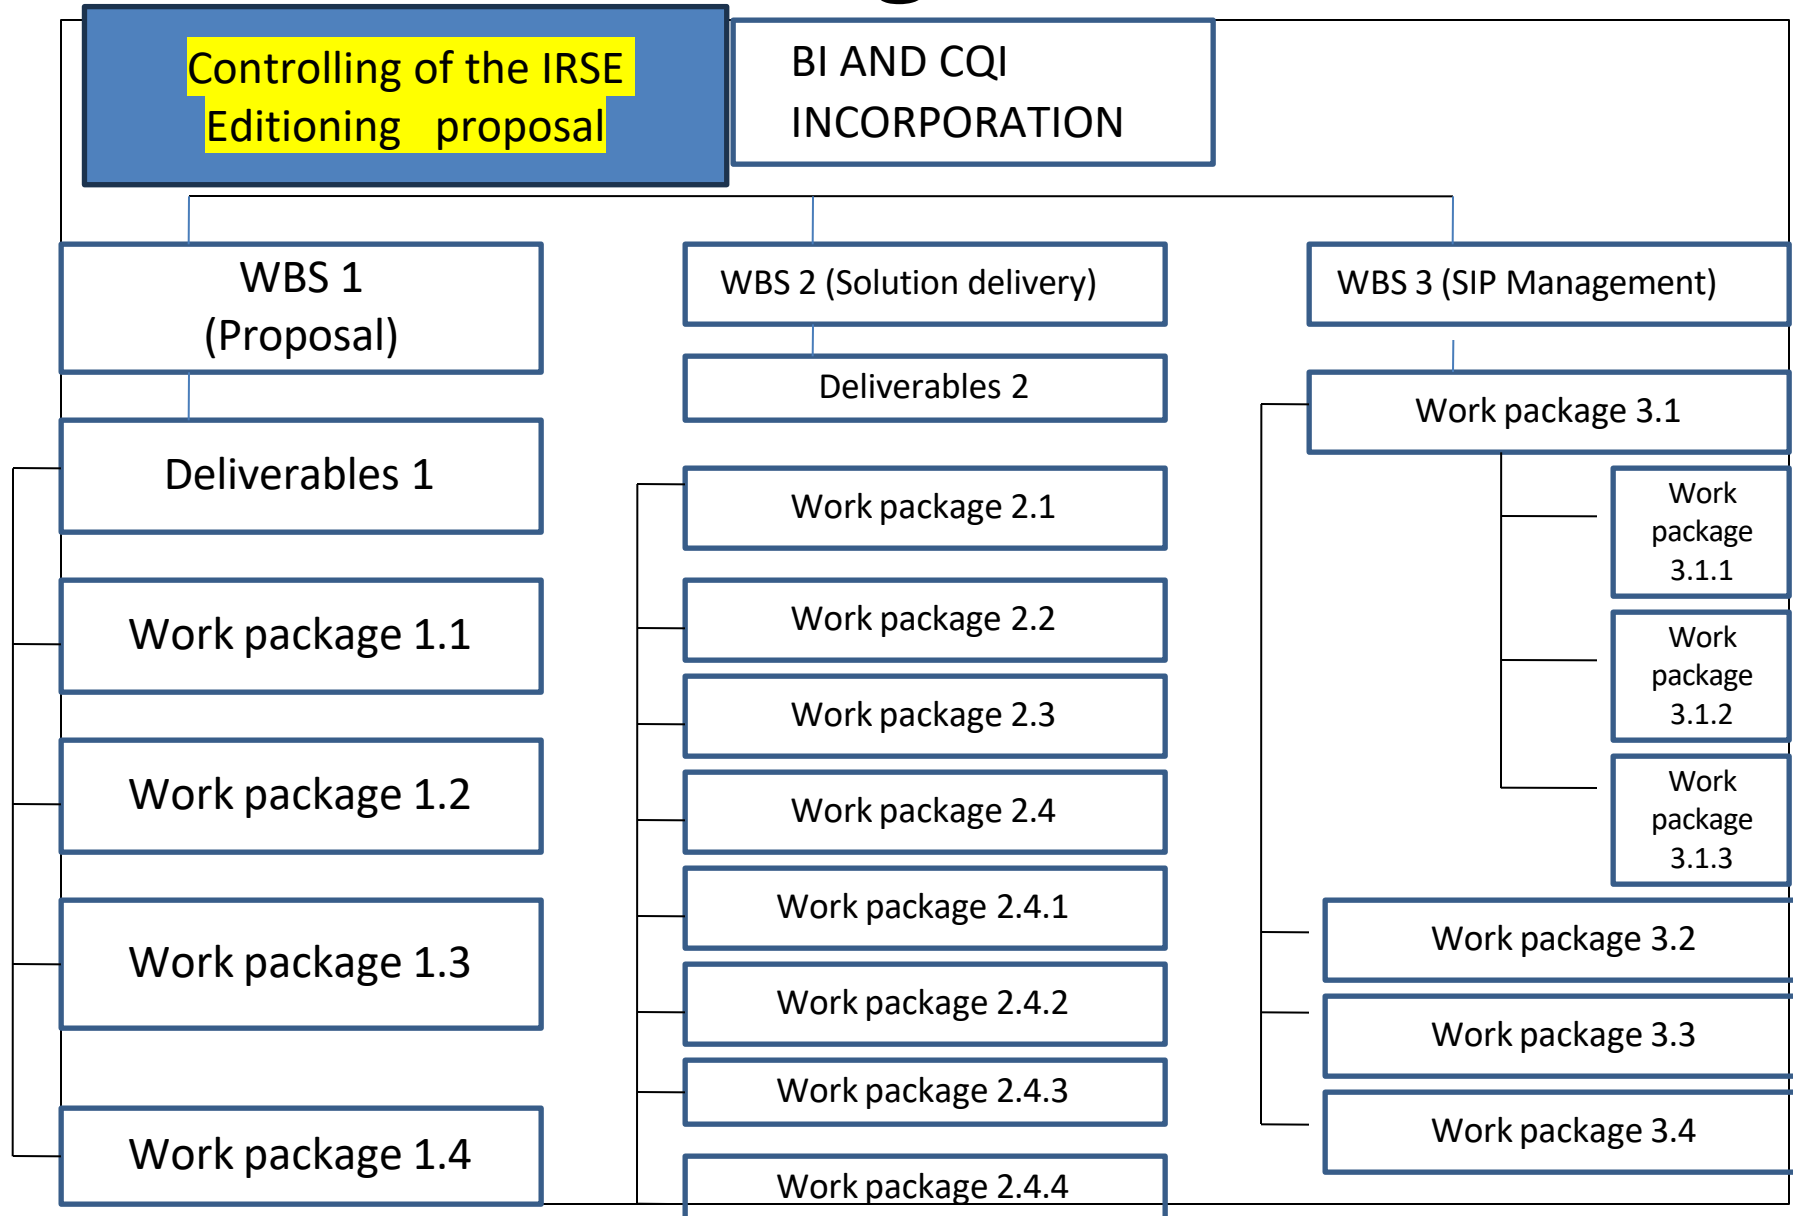 Controlling of the IRSE
Editioning proposal
BI AND CQI
INCORPORATION
WBS 1
(Proposal)
Deliverables 1
Work package 1.1
Work package 1.2
Work package 1.3
Work package 1.4
WBS 2 (Solution delivery)
Deliverables 2
Work package 2.1
Work package 2.2
Work package 2.3
Work package 2.4
Work package 2.4.1
Work package 2.4.2
Work package 2.4.3
Work package 2.4.4
WBS 3 (SIP Management)
Work package 3.1
Work
package
3.1.1
Work
package
3.1.2
Work
package
3.1.3
Work package 3.2
Work package 3.3
Work package 3.4